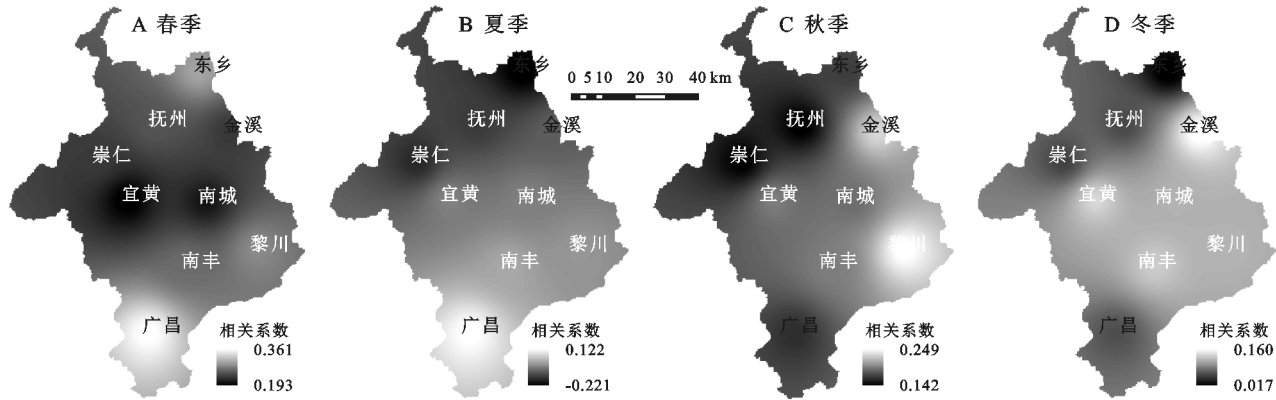 A 春季
东乡
抚州
金溪
崇仁
宜黄
南城
黎川
南丰
广昌
相关系数
0.361
0.193
B 夏季
东乡
抚州
金溪
崇仁
宜黄
南城
黎川
南丰
广昌
相关系数
0.122
-0.221
0 5 10 20 30 40 km
C 秋季
东乡
抚州
金溪
崇仁
宜黄
南城
黎川
南丰
广昌
相关系数
0.249
0.142
D 冬季
东乡
抚州
金溪
崇仁
宜黄
南城
黎川
南丰
广昌
相关系数
0.160
0.017